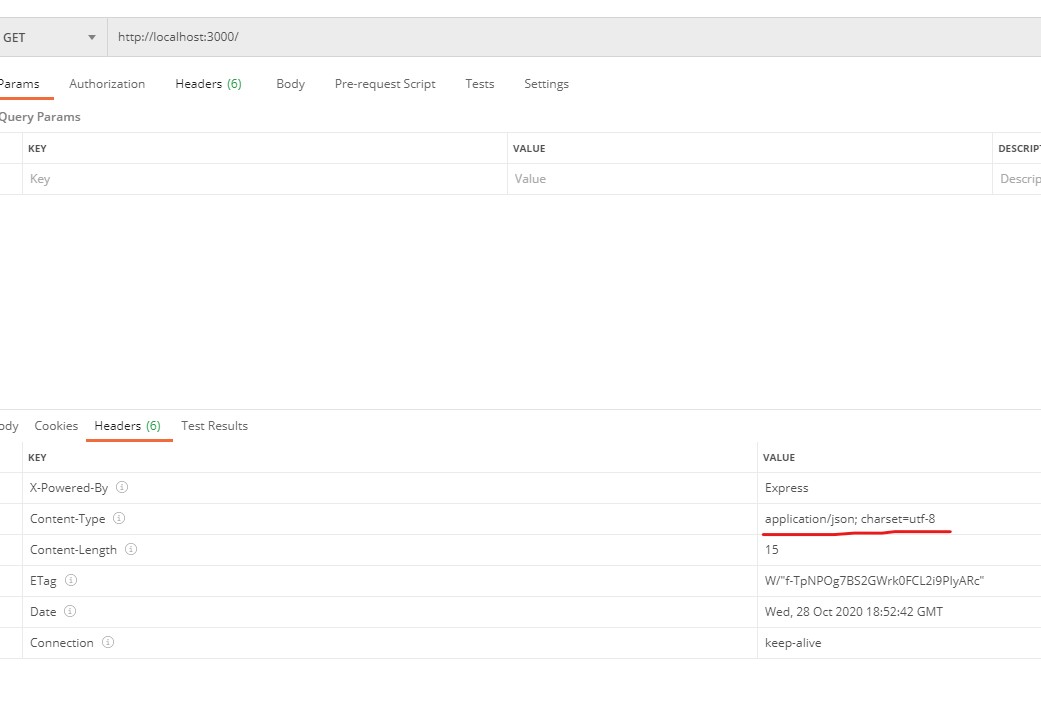 GET http://localhost:3000/
Params Authorization Headers (6) Body Pre-request Script Tests Settings
Query Params
KEY VALUE DESCRIPT
Key Value Descrip
ody Cookies Headers (6) Test Results
KEY VALUE
X-Powered-By Express
Content-Type application/json; charset=utf-8
Content-Length 15
ETag W/"f-TpNPOg7BS2GWrk0FCL2i9PIyARc"
Date Wed, 28 Oct 2020 18:52:42 GMT
Connection keep-alive